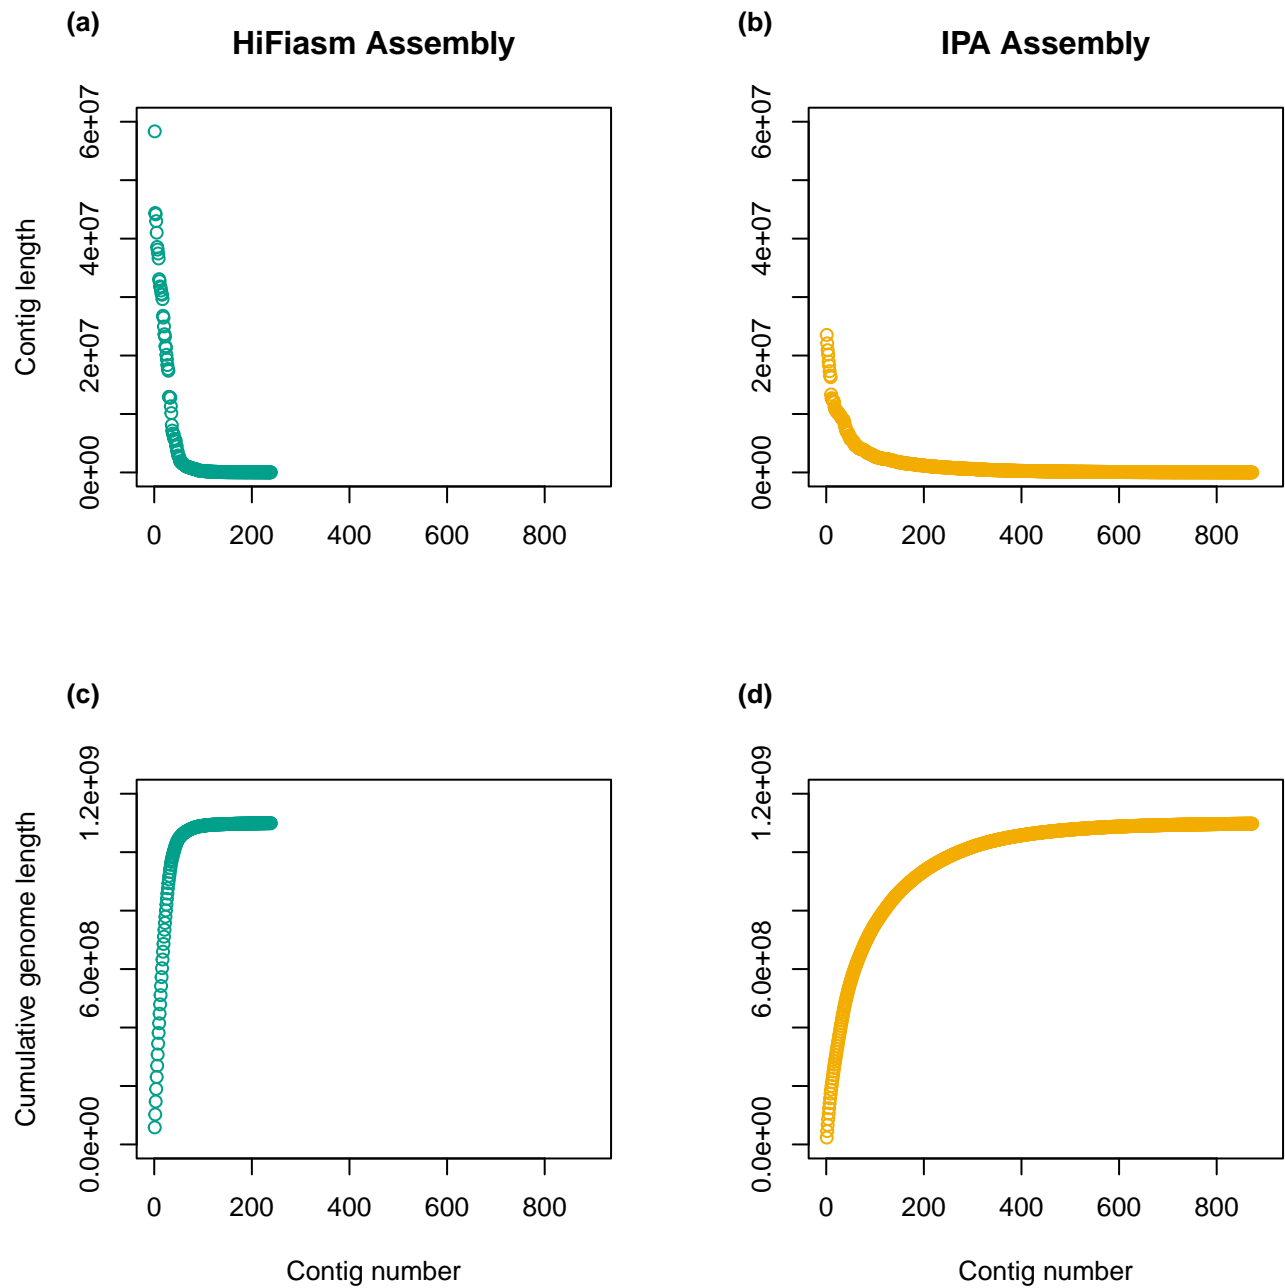 (a)
HiFiasm Assembly
Contig length
0e+00 2e+07 4e+07 6e+07
0 200 400 600 800
(b)
IPA Assembly
0e+00 2e+07 4e+07 6e+07
0 200 400 600 800
(c)
Cumulative genome length
0.0e+00 6.0e+08 1.2e+09
0 200 400 600 800
Contig number
(d)
0.0e+00 6.0e+08 1.2e+09
0 200 400 600 800
Contig number